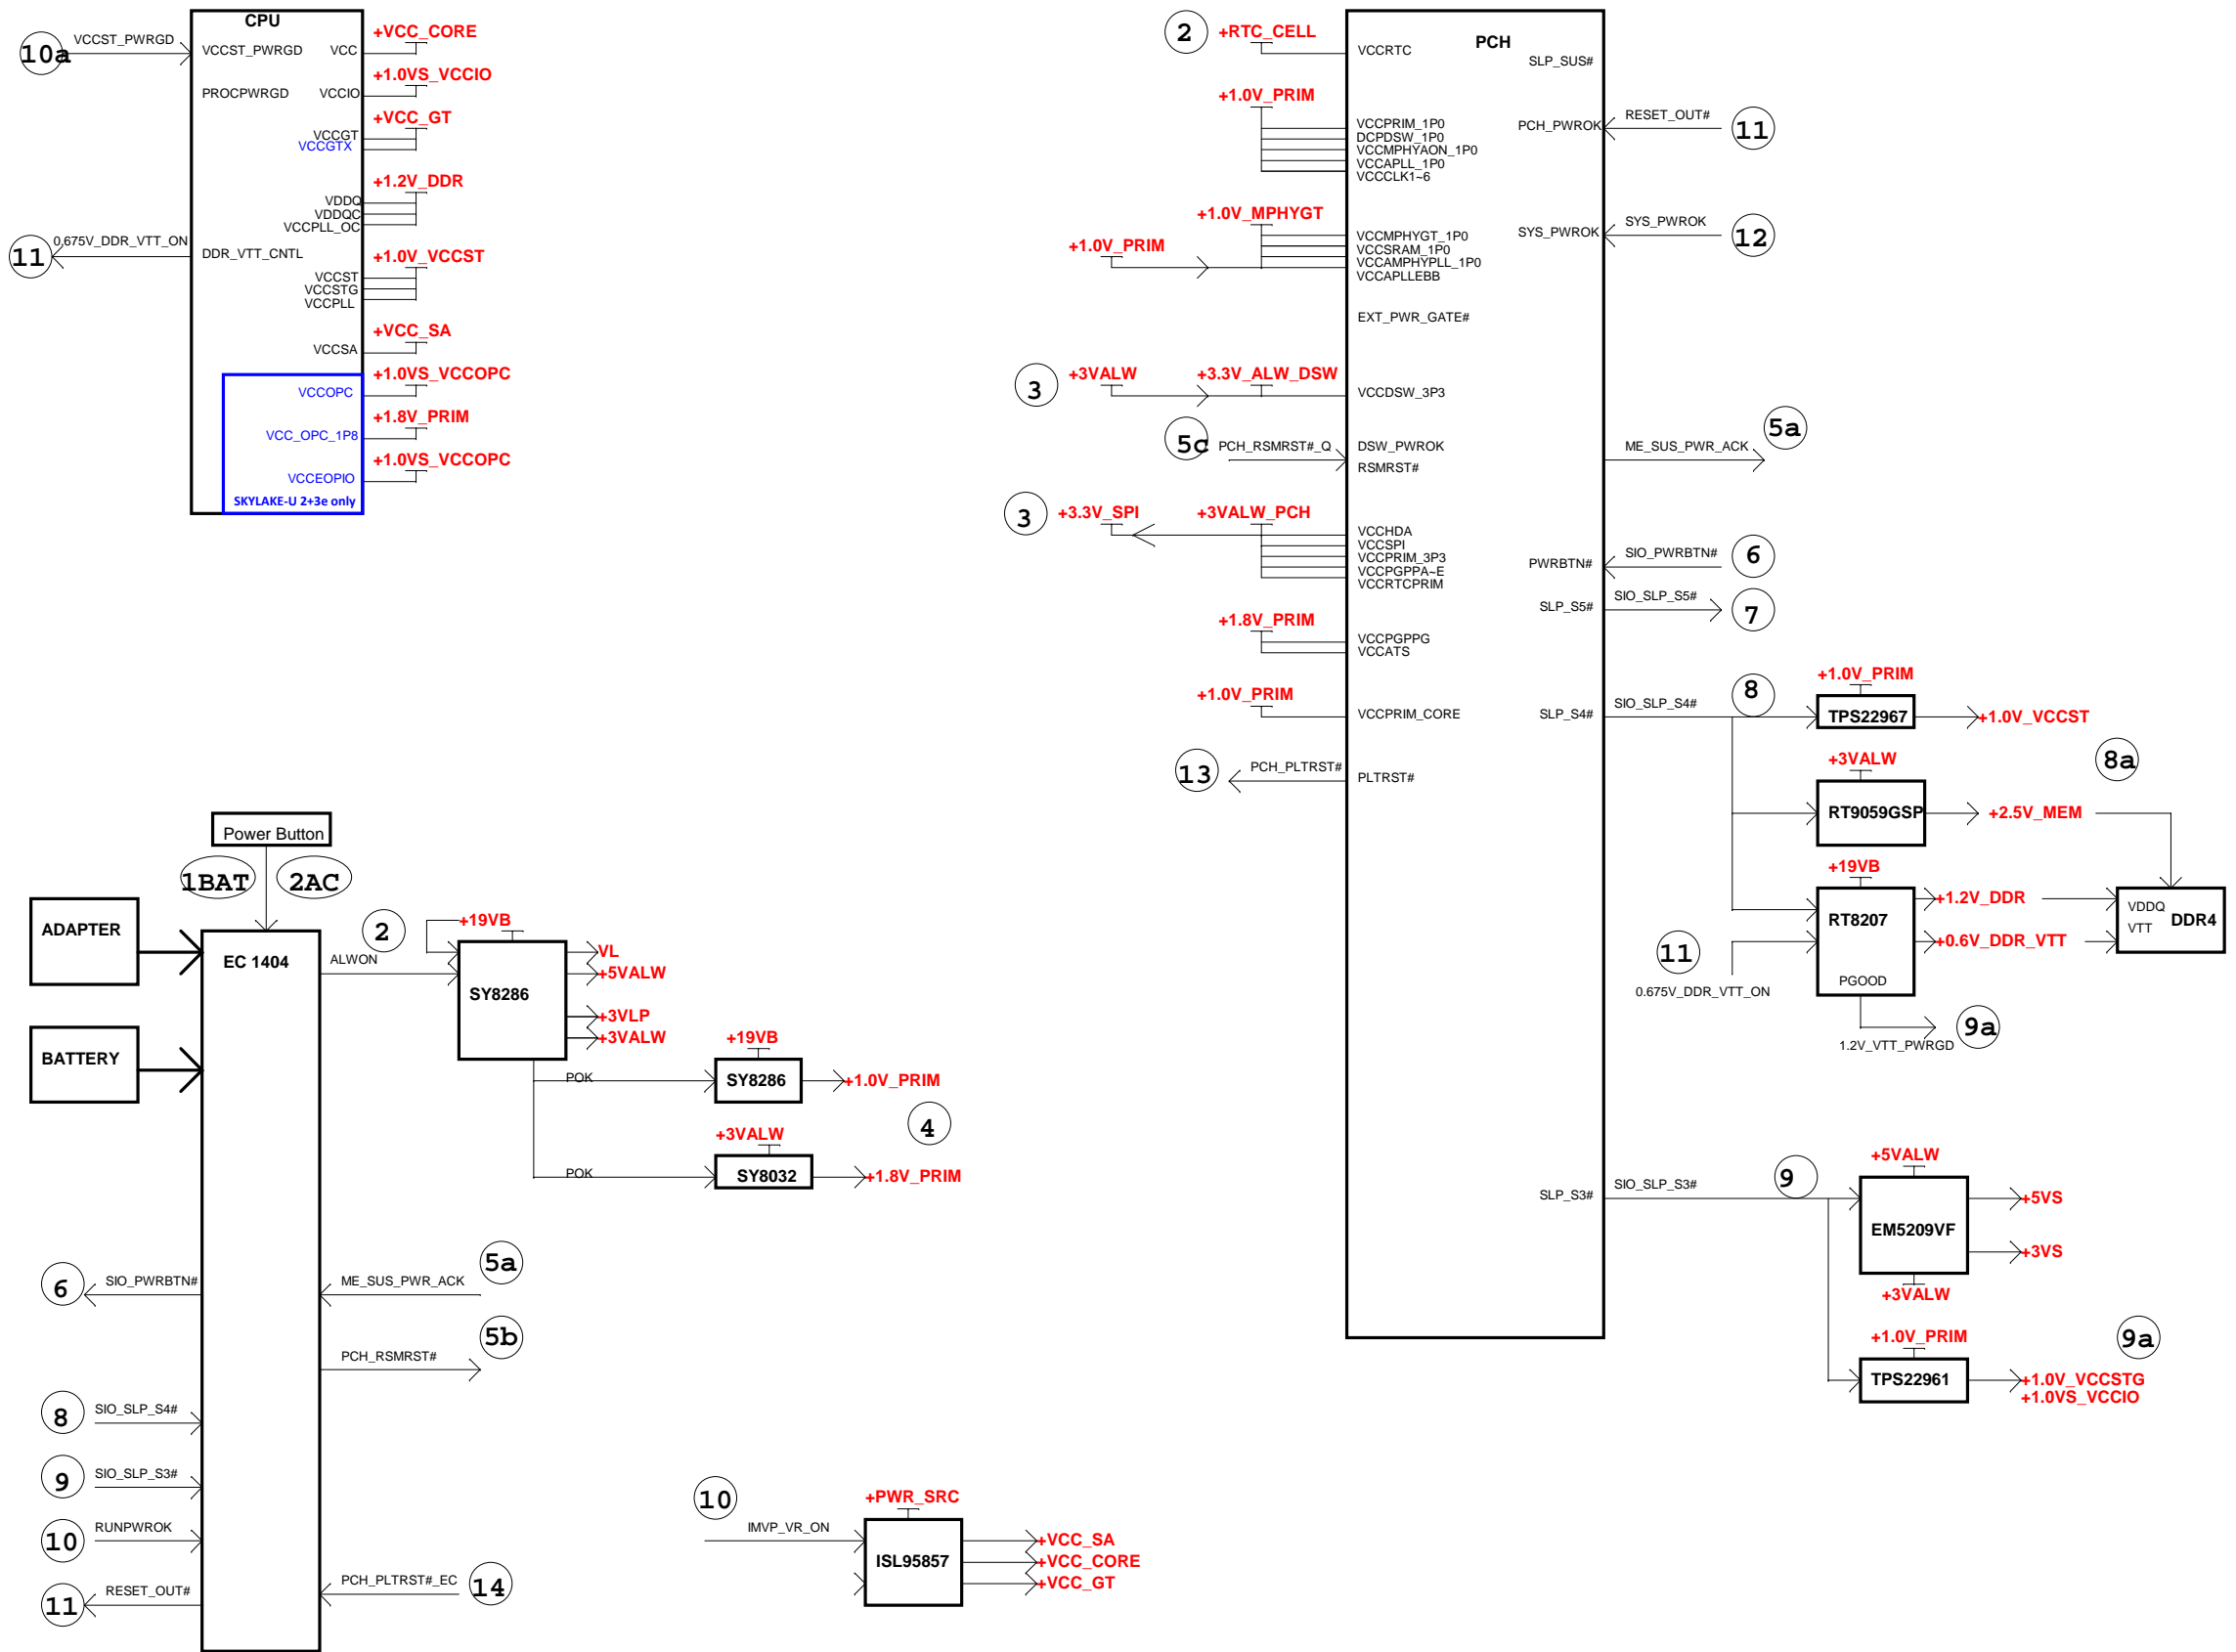 CPU
10a
VCCST_PWRGD
VCCST_PWRGD
VCC
+VCC_CORE
PROCPWRGD
VCCIO
+1.0VS_VCCIO
VCCGT
VCCGTX
+VCC_GT
+1.2V_DDR
VDDQ
VDDQC
VCCPLL_OC
11
0.675V_DDR_VTT_ON
DDR_VTT_CNTL
+1.0V_VCCST
VCCST
VCCSTG
VCCPLL
+VCC_SA
VCCSA
+1.0VS_VCCOPC
VCCOPC
+1.8V_PRIM
VCC_OPC_1P8
+1.0VS_VCCOPC
VCCEOPIO
SKYLAKE-U 2+3e only
PCH
2
+RTC_CELL
VCCRTC
SLP_SUS#
+1.0V_PRIM
VCCPRIM_1P0
DCPDSW_1P0
VCCMPHYAON_1P0
VCCAPLL_1P0
VCCCLK1~6
PCH_PWROK
RESET_OUT#
11
+1.0V_MPHYGT
+1.0V_PRIM
VCCMPHYGT_1P0
VCCSRAM_1P0
VCCAMPHYPLL_1P0
VCCAPLLEBB
SYS_PWROK
SYS_PWROK
12
EXT_PWR_GATE#
3
+3VALW
+3.3V_ALW_DSW
VCCDSW_3P3
5c
PCH_RSMRST#_Q
DSW_PWROK
RSMRST#
ME_SUS_PWR_ACK
5a
3
+3.3V_SPI
+3VALW_PCH
VCCHDA
VCCSPI
VCCPRIM_3P3
VCCPGPPA~E
VCCRTCPRIM
PWRBTN#
SIO_PWRBTN#
6
SLP_S5#
SIO_SLP_S5#
7
+1.8V_PRIM
VCCPGPPG
VCCATS
+1.0V_PRIM
VCCPRIM_CORE
SLP_S4#
SIO_SLP_S4#
8
+1.0V_PRIM
TPS22967
+1.0V_VCCST
13
PCH_PLTRST#
PLTRST#
+3VALW
8a
RT9059GSP
+2.5V_MEM
+19VB
RT8207
+1.2V_DDR
+0.6V_DDR_VTT
VDDQ
VTT
DDR4
11
0.675V_DDR_VTT_ON
PGOOD
9a
1.2V_VTT_PWRGD
SLP_S3#
SIO_SLP_S3#
9
+5VALW
EM5209VF
+5VS
+3VS
+3VALW
+1.0V_PRIM
9a
TPS22961
+1.0V_VCCSTG
+1.0VS_VCCIO
Power Button
1BAT
2AC
ADAPTER
BATTERY
EC 1404
2
ALWON
+19VB
SY8286
VL
+5VALW
+3VLP
+3VALW
POK
+19VB
SY8286
+1.0V_PRIM
4
POK
+3VALW
SY8032
+1.8V_PRIM
6
SIO_PWRBTN#
ME_SUS_PWR_ACK
5a
PCH_RSMRST#
5b
8
SIO_SLP_S4#
9
SIO_SLP_S3#
10
RUNPWROK
11
RESET_OUT#
PCH_PLTRST#_EC
14
10
IMVP_VR_ON
+PWR_SRC
ISL95857
+VCC_SA
+VCC_CORE
+VCC_GT